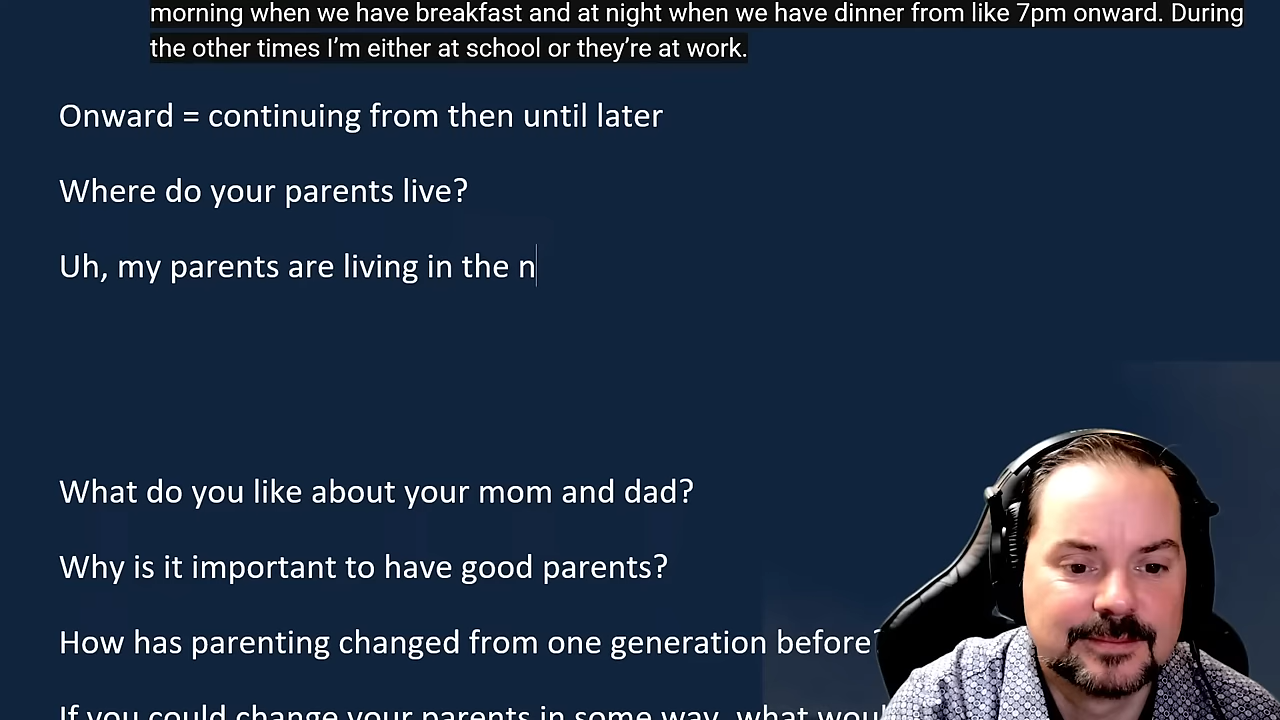 morning when we have breakfast and at night when we have dinner from like 7pm onward. During
the other times I’m either at school or they’re at work.
Onward = continuing from then until later
Where do your parents live?
Uh, my parents are living in the n
What do you like about your mom and dad?
Why is it important to have good parents?
How has parenting changed from one generation before?
If you could change your parents in some way, what